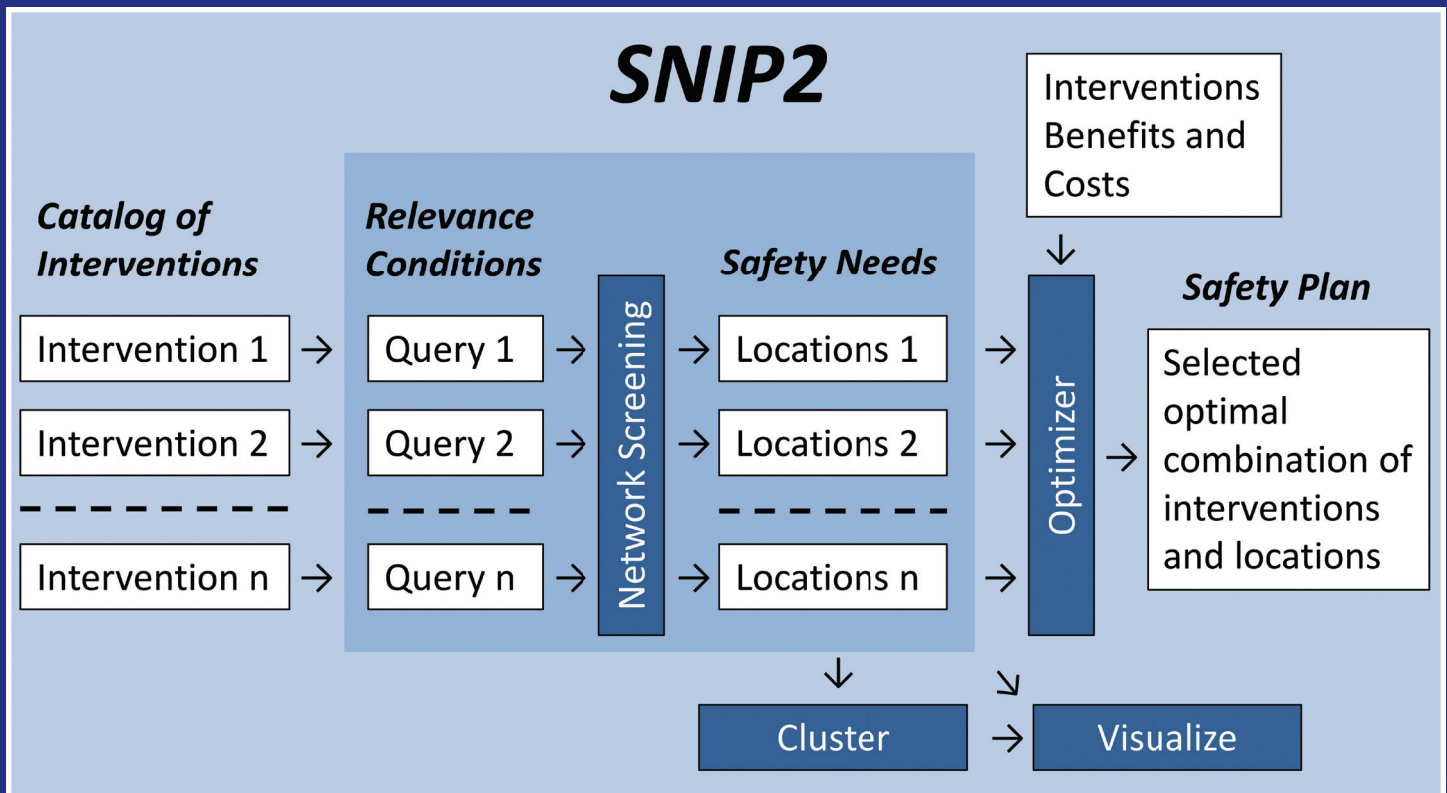 SNIP2
Interventions
Benefits and
Costs
Catalog of
Interventions
Relevance
Conditions
Safety Needs
Safety Plan
Intervention 1
Query 1
Locations 1
Intervention 2
Query 2
Locations 2
Intervention n
Query n
Locations n
Network Screening
Optimizer
Selected
optimal
combination of
interventions
and locations
Cluster
Visualize